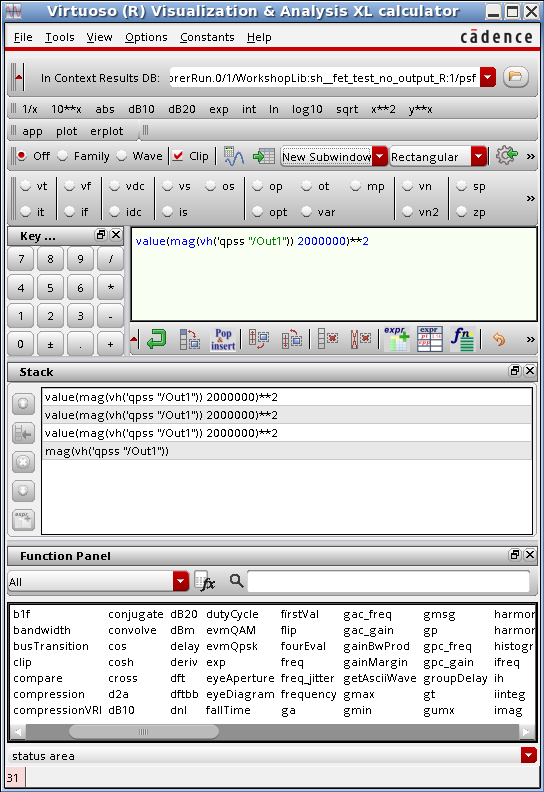 Virtuoso (R) Visualization & Analysis XL calculator
File Tools View Options Constants Help cādence
In Context Results DB: orerRun.0/1/WorkshopLib:sh__fet_test_no_output_R:1/psf
1/x 10**x abs dB10 dB20 exp int ln log10 sqrt x**2 y**x
app plot erplot
Off Family Wave Clip New Subwindow Rectangular »
vt vf vdc vs os op ot mp vn sp
it if idc is opt var vn2 zp »
Key ...
7 8 9 /
4 5 6 *
1 2 3 -
0 ± . +
value(mag(vh('qpss "/Out1")) 2000000)**2
Pop & insert expr expr fn »
Stack
value(mag(vh('qpss "/Out1")) 2000000)**2
value(mag(vh('qpss "/Out1")) 2000000)**2
value(mag(vh('qpss "/Out1")) 2000000)**2
mag(vh('qpss "/Out1"))
expr
Function Panel
All fx
b1f conjugate dB20 dutyCycle firstVal gac_freq gmsg harmor
bandwidth convolve dBm evmQAM flip gac_gain gp harmor
busTransition cos delay evmQpsk fourEval gainBwProd gpc_freq histogr
clip cosh deriv exp freq gainMargin gpc_gain ifreq
compare cross dft eyeAperture freq_jitter getAsciiWave groupDelay ih
compression d2a dftbb eyeDiagram frequency gmax gt iinteg
compressionVRI dB10 dnl fallTime ga gmin gumx imag
status area
31